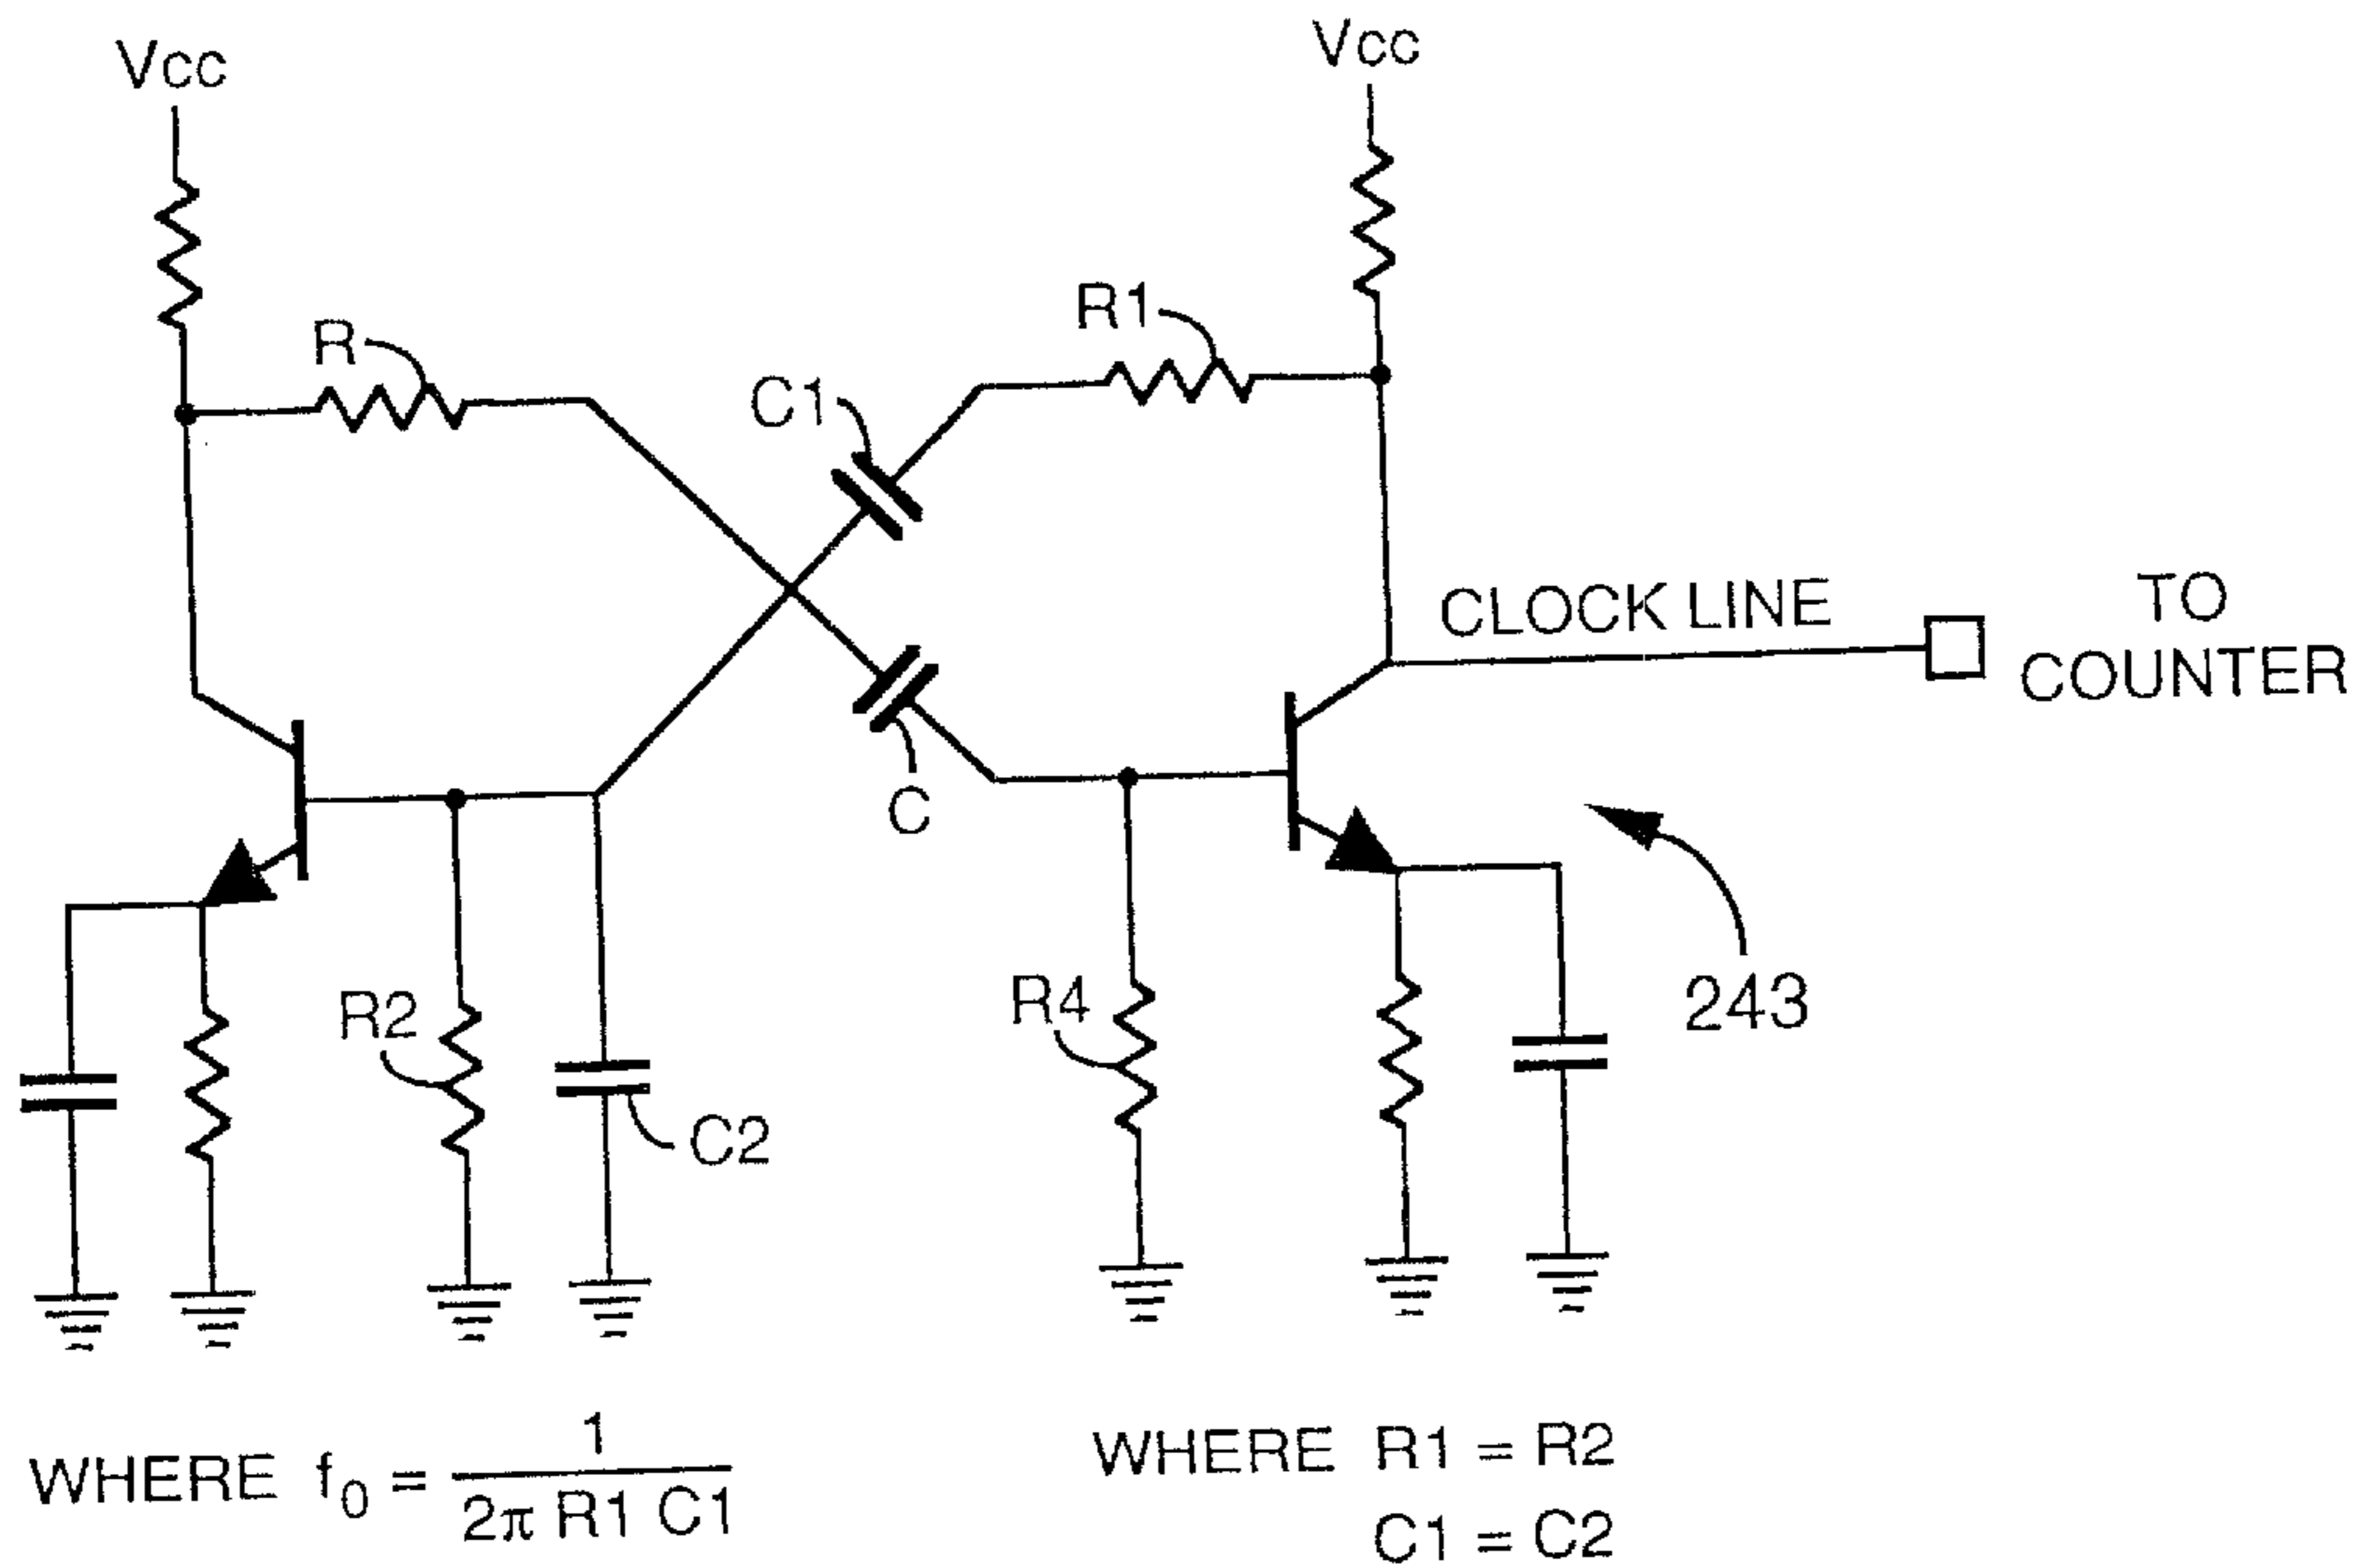 Vcc
Vcc
R
R1
C1
CLOCK LINE
TO
COUNTER
C
R2
R4
243
C2
WHERE f₀ = 1 / 2π R1 C1
WHERE R1 = R2
C1 = C2